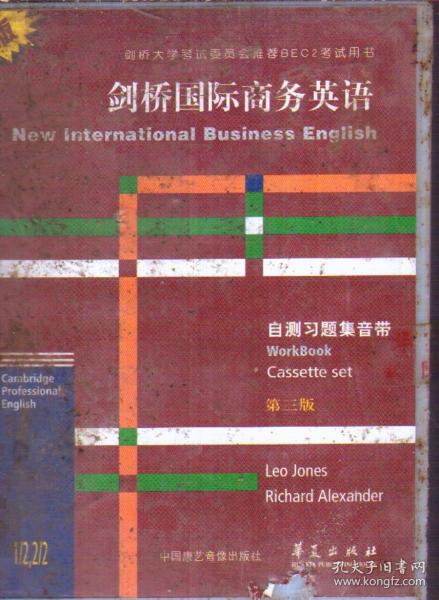 版
剑桥大学考试委员会推荐BEC2考试用书
剑桥国际商务英语
New International Business English
自测习题集音带
WorkBook
Cassette set
第三版
Cambridge
Professional
English
Leo Jones
Richard Alexander
1/2,2/2
中国康艺音像出版社
华夏出版社
孔夫子旧书网
www.kongfz.com